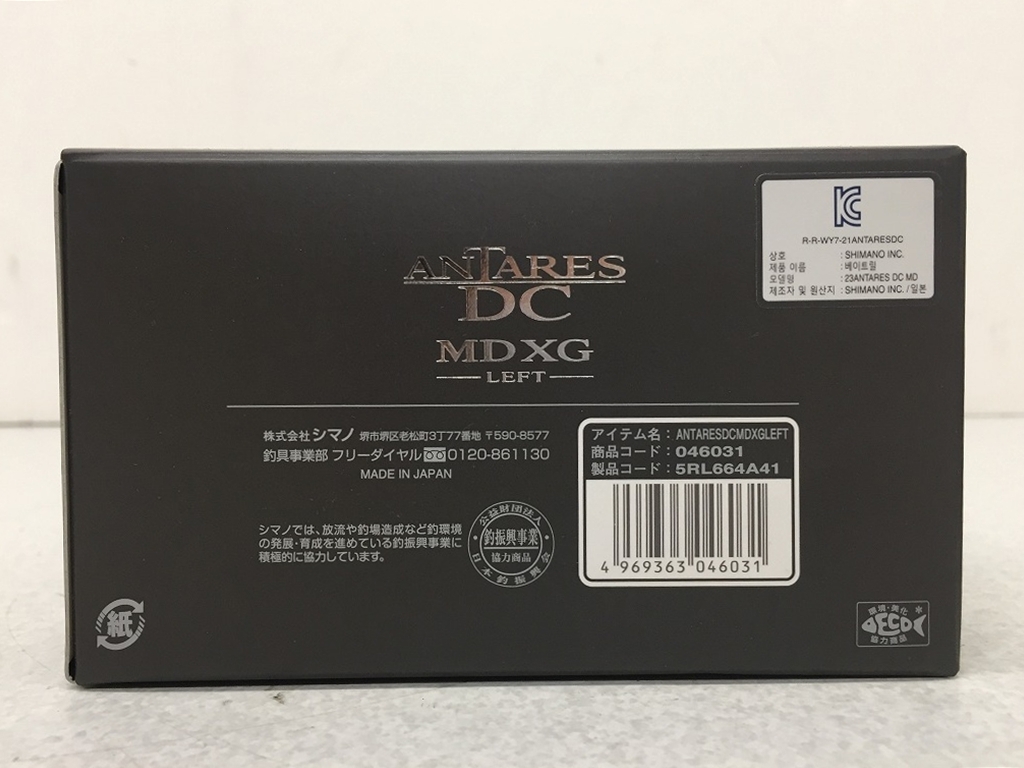 KC
R-R-WY7-21ANTARESDC
상호 : SHIMANO INC.
제품 이름 : 베이트릴
모델명 : 23ANTARES DC MD
제조자 및 원산지 : SHIMANO INC. / 일본
ANTARES
DC
MD XG
LEFT
株式会社 シマノ 堺市堺区老松町3丁77番地 〒590-8577
釣具事業部 フリーダイヤル 0120-861130
MADE IN JAPAN
アイテム名 : ANTARESDCMDXGLEFT
商品コード : 046031
製品コード : 5RL664A41
4 969363 046031
シマノでは、放流や釣場造成など釣環境
の発展・育成を進めている釣振興事業に
積極的に協力しています。
公益財団法人
釣振興事業
協力商品
日本釣振興会
紙
環境・美化
ECO
協力商品